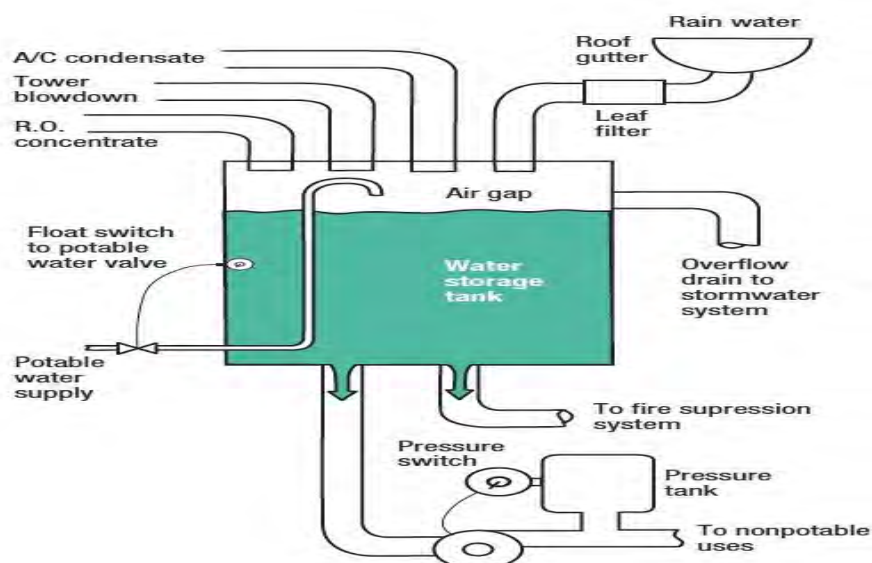 Rain water
Roof
gutter
A/C condensate
Tower
blowdown
Leaf
filter
R.O.
concentrate
Air gap
Float switch
to potable
water valve
Water
storage
tank
Overflow
drain to
stormwater
system
Potable
water
supply
To fire supression
system
Pressure
switch
Pressure
tank
To nonpotable
uses